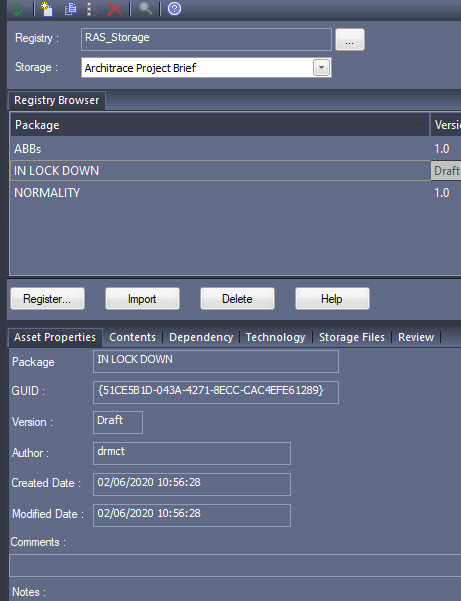 Registry : RAS_Storage ...
Storage: Architrace Project Brief
Registry Browser
Package Versi
ABBs 1.0
IN LOCK DOWN Draft
NORMALITY 1.0
Register... Import Delete Help
Asset Properties Contents Dependency Technology Storage Files Review
Package IN LOCK DOWN
GUID : {51CE5B1D-043A-4271-8ECC-CAC4EFE61289}
Version : Draft
Author : drmct
Created Date : 02/06/2020 10:56:28
Modified Date : 02/06/2020 10:56:28
Comments :
Notes :